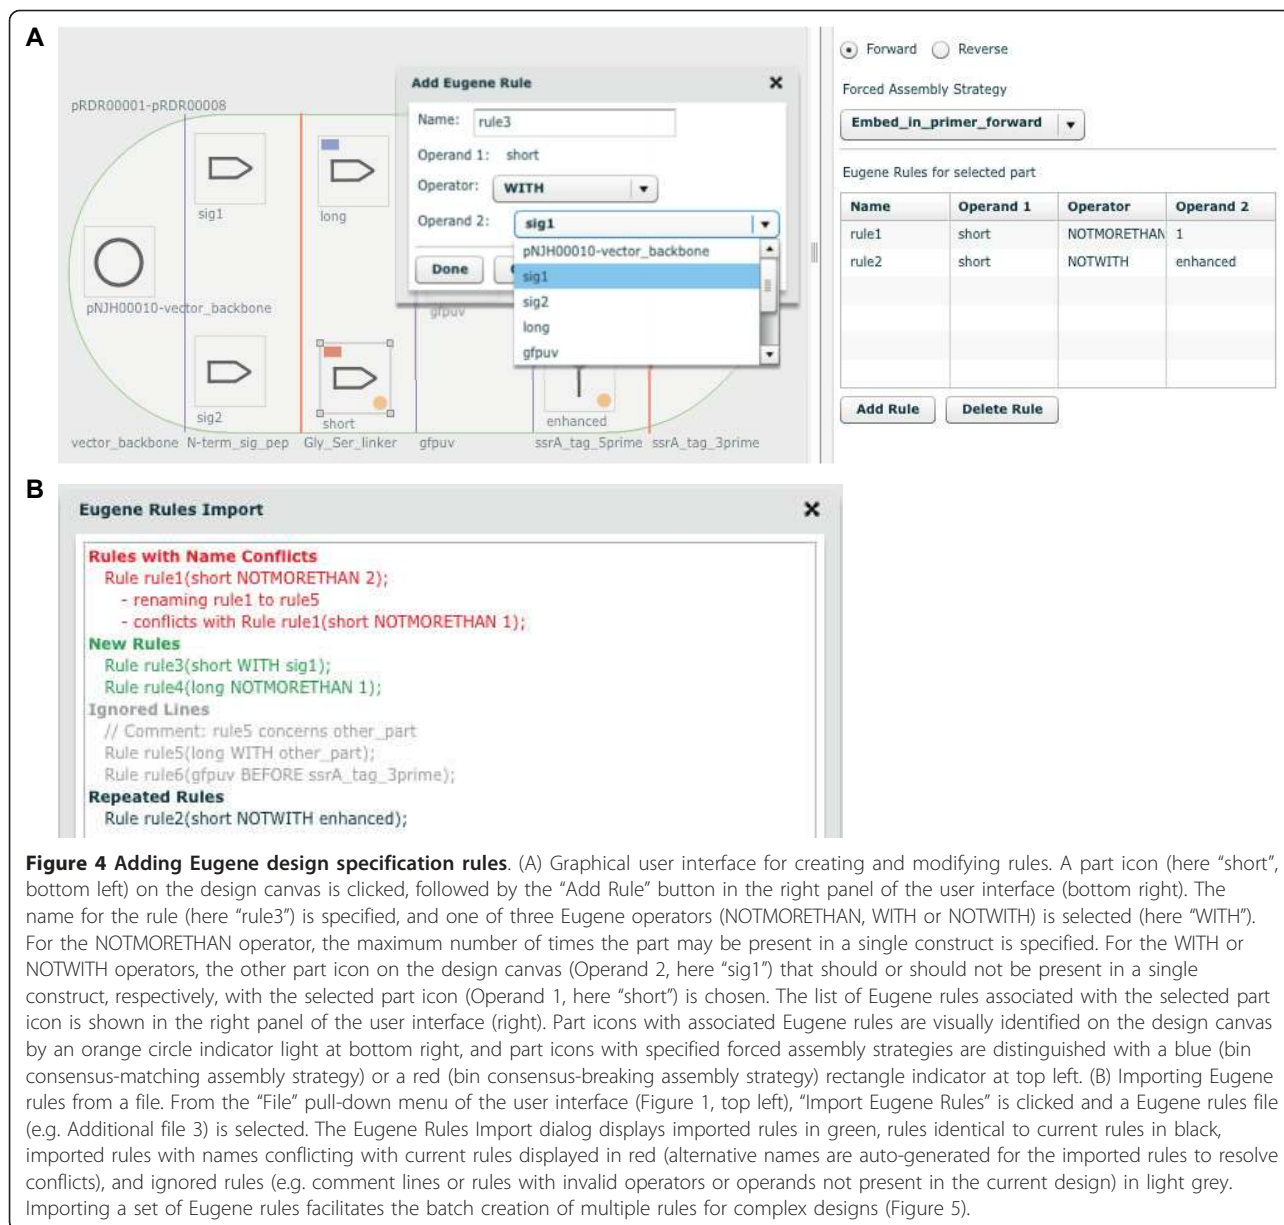 A
pRDR00001-pRDR00008
sig1
long
pNJH00010-vector_backbone
sig2
short
gfpuv
enhanced
vector_backbone N-term_sig_pep Gly_Ser_linker gfpuv ssrA_tag_5prime ssrA_tag_3prime
Add Eugene Rule
Name: rule3
Operand 1: short
Operator: WITH
Operand 2: sig1
pNJH00010-vector_backbone
sig1
sig2
long
gfpuv
Done
Forward Reverse
Forced Assembly Strategy
Embed_in_primer_forward
Eugene Rules for selected part
Name Operand 1 Operator Operand 2
rule1 short NOTMORETHAN 1
rule2 short NOTWITH enhanced
Add Rule Delete Rule
B
Eugene Rules Import
Rules with Name Conflicts
Rule rule1(short NOTMORETHAN 2);
- renaming rule1 to rule5
- conflicts with Rule rule1(short NOTMORETHAN 1);
New Rules
Rule rule3(short WITH sig1);
Rule rule4(long NOTMORETHAN 1);
Ignored Lines
// Comment: rule5 concerns other_part
Rule rule5(long WITH other_part);
Rule rule6(gfpuv BEFORE ssrA_tag_3prime);
Repeated Rules
Rule rule2(short NOTWITH enhanced);
Figure 4 Adding Eugene design specification rules. (A) Graphical user interface for creating and modifying rules. A part icon (here “short”,
bottom left) on the design canvas is clicked, followed by the “Add Rule” button in the right panel of the user interface (bottom right). The
name for the rule (here “rule3”) is specified, and one of three Eugene operators (NOTMORETHAN, WITH or NOTWITH) is selected (here “WITH”).
For the NOTMORETHAN operator, the maximum number of times the part may be present in a single construct is specified. For the WITH or
NOTWITH operators, the other part icon on the design canvas (Operand 2, here “sig1”) that should or should not be present in a single
construct, respectively, with the selected part icon (Operand 1, here “short”) is chosen. The list of Eugene rules associated with the selected part
icon is shown in the right panel of the user interface (right). Part icons with associated Eugene rules are visually identified on the design canvas
by an orange circle indicator light at bottom right, and part icons with specified forced assembly strategies are distinguished with a blue (bin
consensus-matching assembly strategy) or a red (bin consensus-breaking assembly strategy) rectangle indicator at top left. (B) Importing Eugene
rules from a file. From the “File” pull-down menu of the user interface (Figure 1, top left), “Import Eugene Rules” is clicked and a Eugene rules file
(e.g. Additional file 3) is selected. The Eugene Rules Import dialog displays imported rules in green, rules identical to current rules in black,
imported rules with names conflicting with current rules displayed in red (alternative names are auto-generated for the imported rules to resolve
conflicts), and ignored rules (e.g. comment lines or rules with invalid operators or operands not present in the current design) in light grey.
Importing a set of Eugene rules facilitates the batch creation of multiple rules for complex designs (Figure 5).